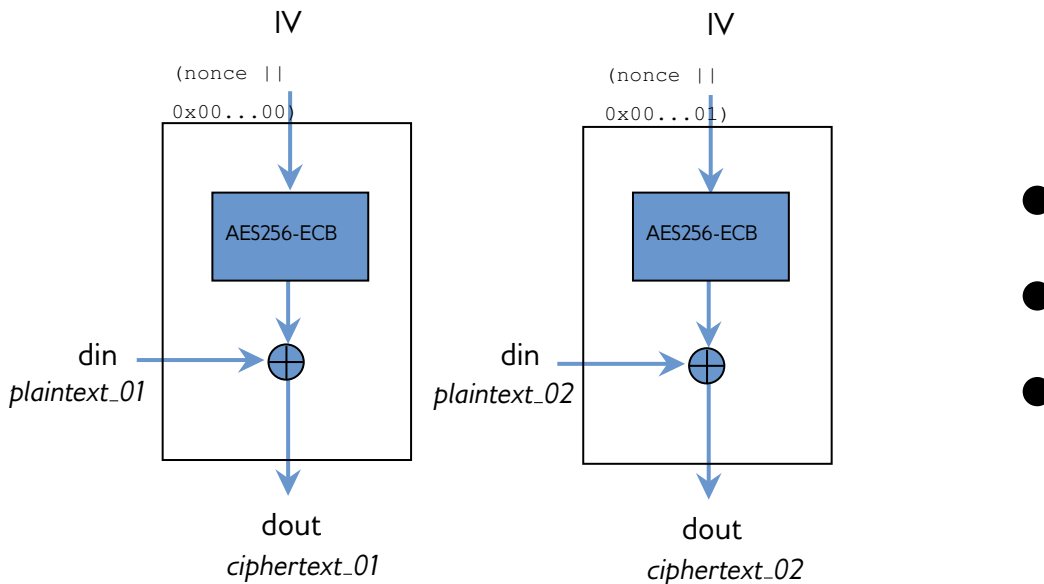 IV
(nonce ||
0x00...00)
AES256-ECB
din
plaintext_01
dout
ciphertext_01
IV
(nonce ||
0x00...01)
AES256-ECB
din
plaintext_02
dout
ciphertext_02